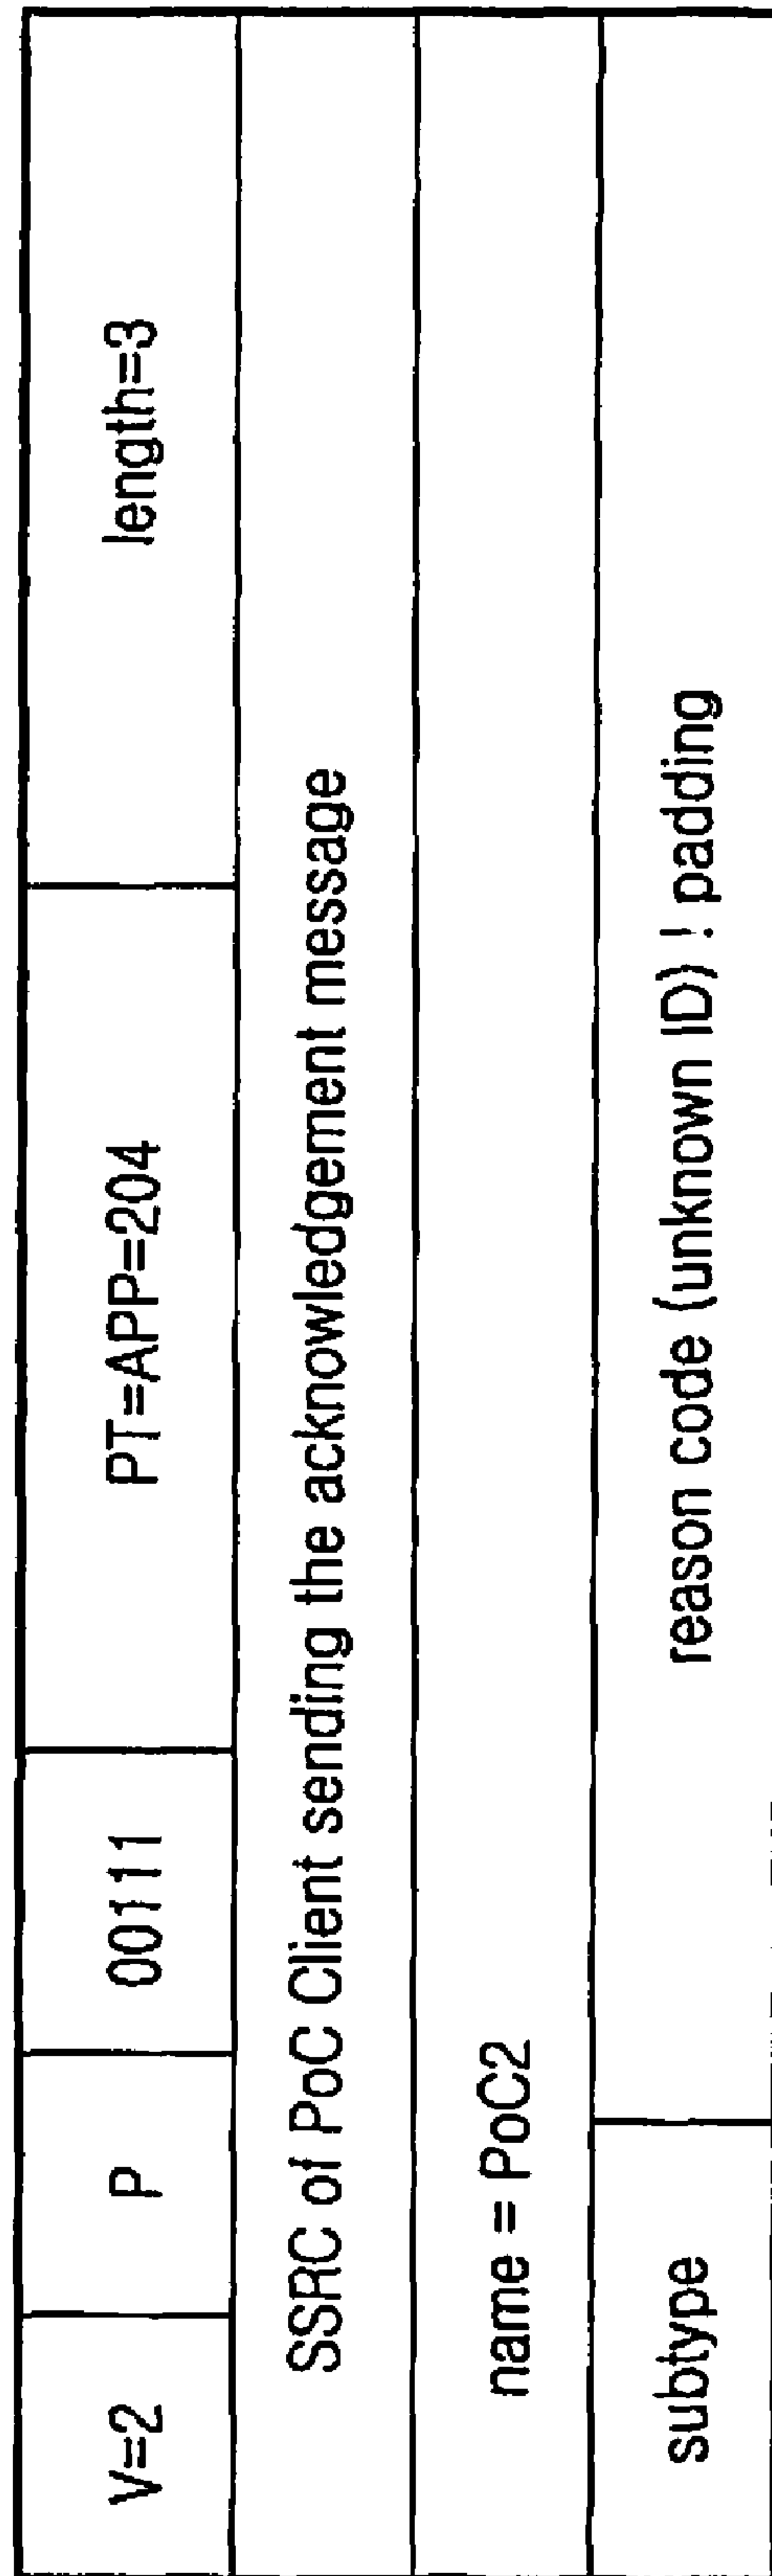 V=2 P 00111 PT=APP=204 length=3
SSRC of PoC Client sending the acknowledgement message
name = PoC2
subtype reason code (unknown ID) ! padding